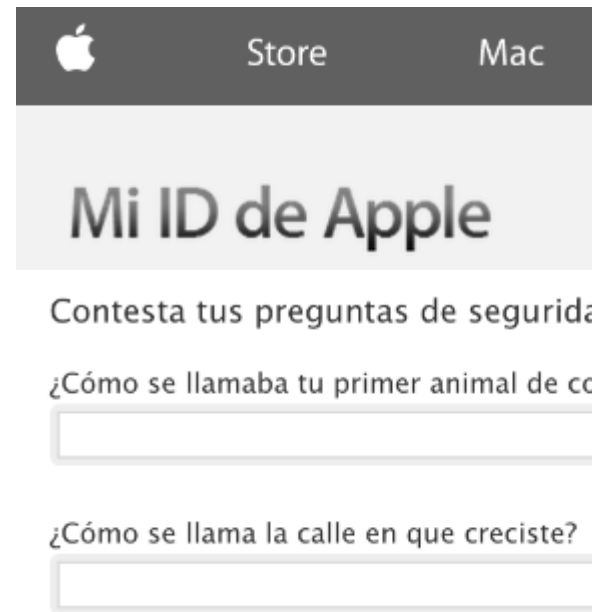 Store Mac
Mi ID de Apple
Contesta tus preguntas de segurida
¿Cómo se llamaba tu primer animal de co
¿Cómo se llama la calle en que creciste?